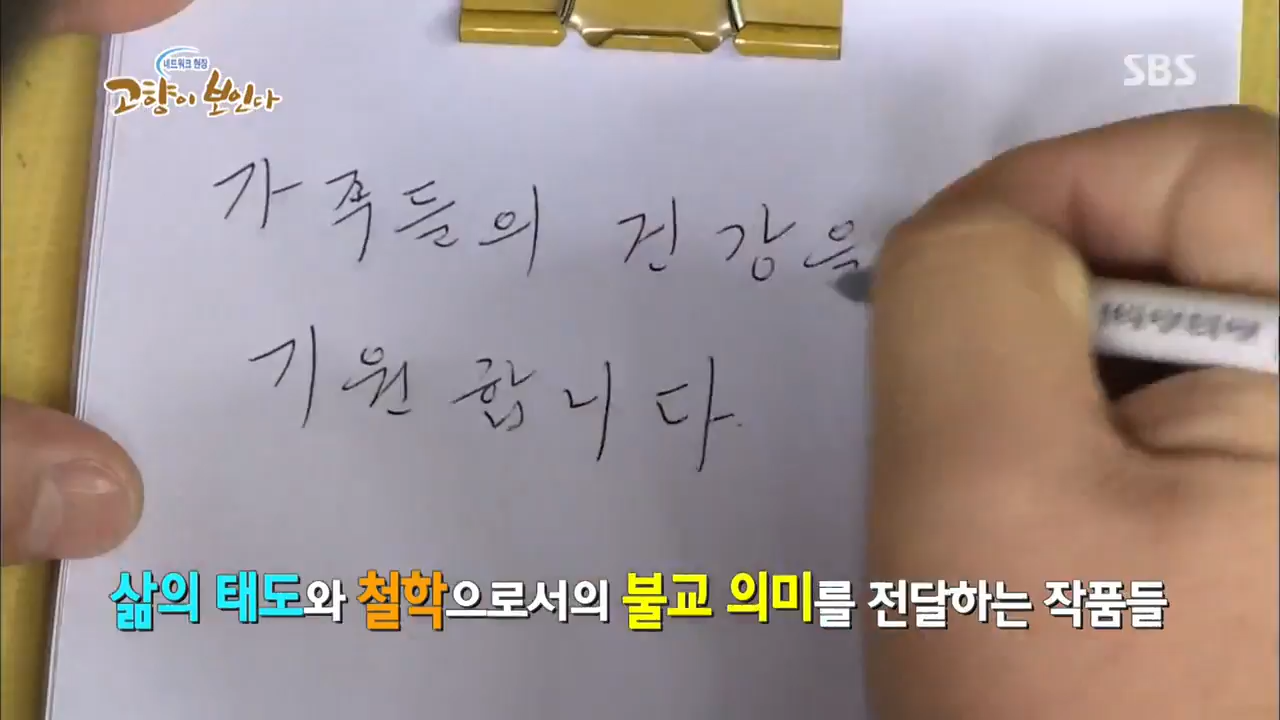 네트워크 현장
고향이 보인다
SBS
가족들의 건강을
기원합니다.
삶의 태도와 철학으로서의 불교 의미를 전달하는 작품들